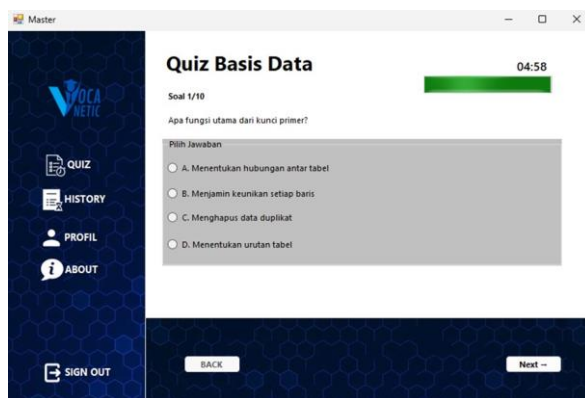 Master
Quiz Basis Data
04:58
Soal 1/10
Apa fungsi utama dari kunci primer?
Pilih Jawaban
A. Menentukan hubungan antar tabel
B. Menjamin keunikan setiap baris
C. Menghapus data duplikat
D. Menentukan urutan tabel
VOCA
NETIC
QUIZ
HISTORY
PROFIL
i ABOUT
SIGN OUT
BACK
Next →